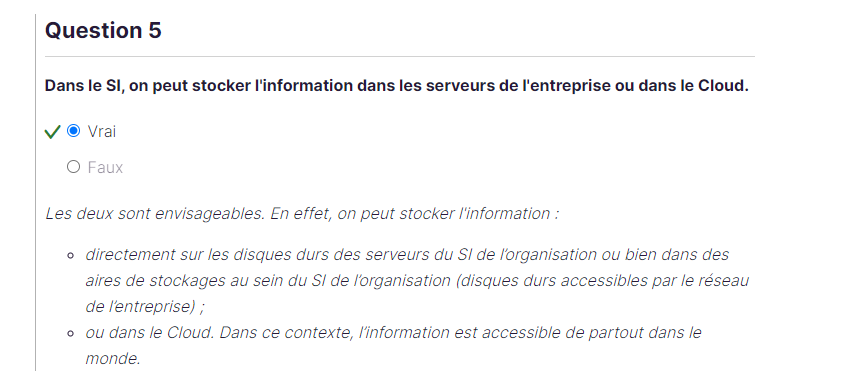 Question 5
Dans le SI, on peut stocker l'information dans les serveurs de l'entreprise ou dans le Cloud.
Vrai
Faux
Les deux sont envisageables. En effet, on peut stocker l'information :
directement sur les disques durs des serveurs du SI de l’organisation ou bien dans des
aires de stockages au sein du SI de l’organisation (disques durs accessibles par le réseau
de l’entreprise) ;
ou dans le Cloud. Dans ce contexte, l’information est accessible de partout dans le
monde.